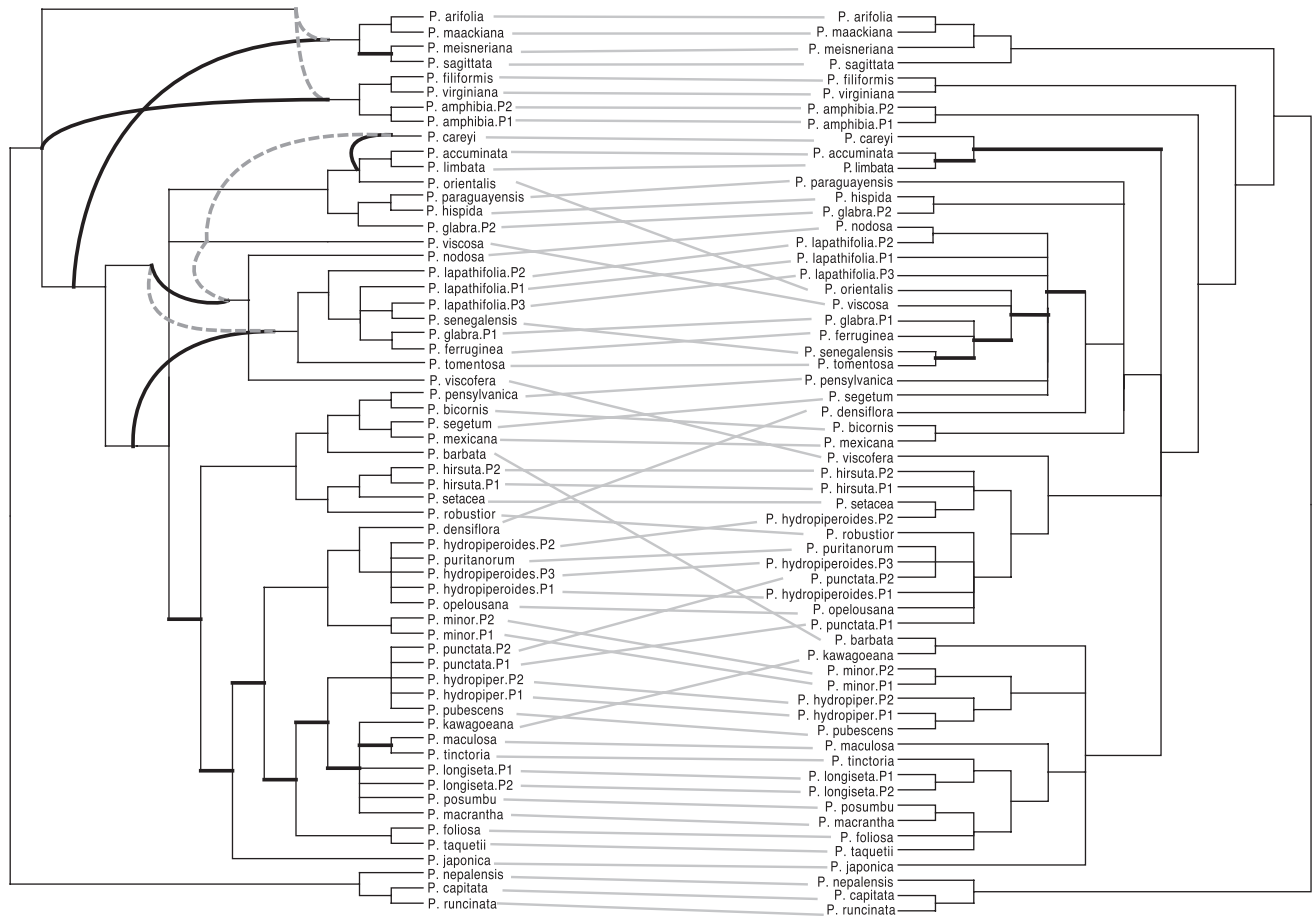 P. arifolia
P. maackiana
P. meisneriana
P. sagittata
P. filiformis
P. virginiana
P. amphibia.P2
P. amphibia.P1
P. careyi
P. accuminata
P. limbata
P. orientalis
P. paraguayensis
P. hispida
P. glabra.P2
P. viscosa
P. nodosa
P. lapathifolia.P2
P. lapathifolia.P1
P. lapathifolia.P3
P. senegalensis
P. glabra.P1
P. ferruginea
P. tomentosa
P. viscofera
P. pensylvanica
P. bicornis
P. segetum
P. mexicana
P. barbata
P. hirsuta.P2
P. hirsuta.P1
P. setacea
P. robustior
P. densiflora
P. hydropiperoides.P2
P. puritanorum
P. hydropiperoides.P3
P. hydropiperoides.P1
P. opelousana
P. minor.P2
P. minor.P1
P. punctata.P2
P. punctata.P1
P. hydropiper.P2
P. hydropiper.P1
P. pubescens
P. kawagoeana
P. maculosa
P. tinctoria
P. longiseta.P1
P. longiseta.P2
P. posumbu
P. macrantha
P. foliosa
P. taquetii
P. japonica
P. nepalensis
P. capitata
P. runcinata
P. arifolia
P. maackiana
P. meisneriana
P. sagittata
P. filiformis
P. virginiana
P. amphibia.P2
P. amphibia.P1
P. careyi
P. accuminata
P. limbata
P. paraguayensis
P. hispida
P. glabra.P2
P. nodosa
P. lapathifolia.P2
P. lapathifolia.P1
P. lapathifolia.P3
P. orientalis
P. viscosa
P. glabra.P1
P. ferruginea
P. senegalensis
P. tomentosa
P. pensylvanica
P. segetum
P. densiflora
P. bicornis
P. mexicana
P. viscofera
P. hirsuta.P2
P. hirsuta.P1
P. setacea
P. hydropiperoides.P2
P. robustior
P. puritanorum
P. hydropiperoides.P3
P. punctata.P2
P. hydropiperoides.P1
P. opelousana
P. punctata.P1
P. barbata
P. kawagoeana
P. minor.P2
P. minor.P1
P. hydropiper.P2
P. hydropiper.P1
P. pubescens
P. maculosa
P. tinctoria
P. longiseta.P1
P. longiseta.P2
P. posumbu
P. macrantha
P. foliosa
P. taquetii
P. japonica
P. nepalensis
P. capitata
P. runcinata